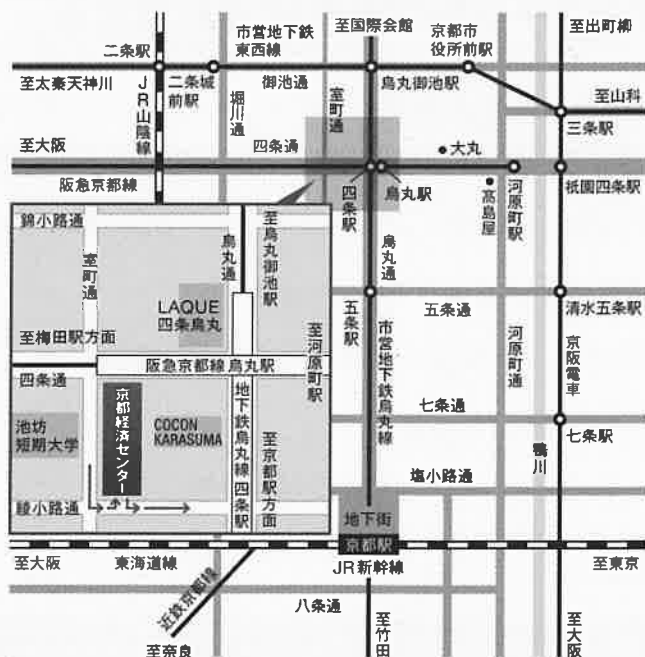 市営地下鉄
東西線
至国際会館
京都市
役所前駅
至出町柳
二条駅
至太秦天神川
二条城
前駅
御池通
烏丸御池駅
至山科
三条駅
JR山陰線
堀川通
室町通
至大阪
四条通
大丸
阪急京都線
四条駅
烏丸駅
髙島屋
河原町駅
祇園四条駅
錦小路通
室町通
烏丸通
至烏丸御池駅
LAQUE
四条烏丸
至梅田駅方面
阪急京都線 烏丸駅
至河原町駅
四条通
池坊
短期大学
京都経済センター
COCON
KARASUMA
地下鉄烏丸線 四条駅
至京都駅方面
綾小路通
烏丸通
五条駅
五条通
清水五条駅
市営地下鉄烏丸線
河原町通
京阪電車
七条通
七条駅
鴨川
塩小路通
地下街
京都駅
至大阪
東海道線
JR新幹線
至東京
近鉄京都線
八条通
至奈良
至竹田
至大阪